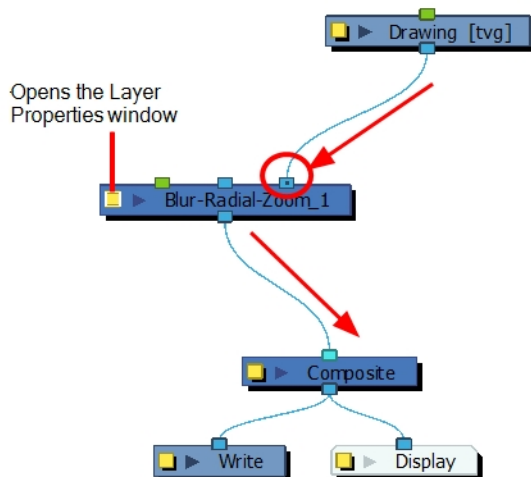 Drawing [tvg]
Opens the Layer
Properties window
Blur-Radial-Zoom_1
Composite
Write
Display